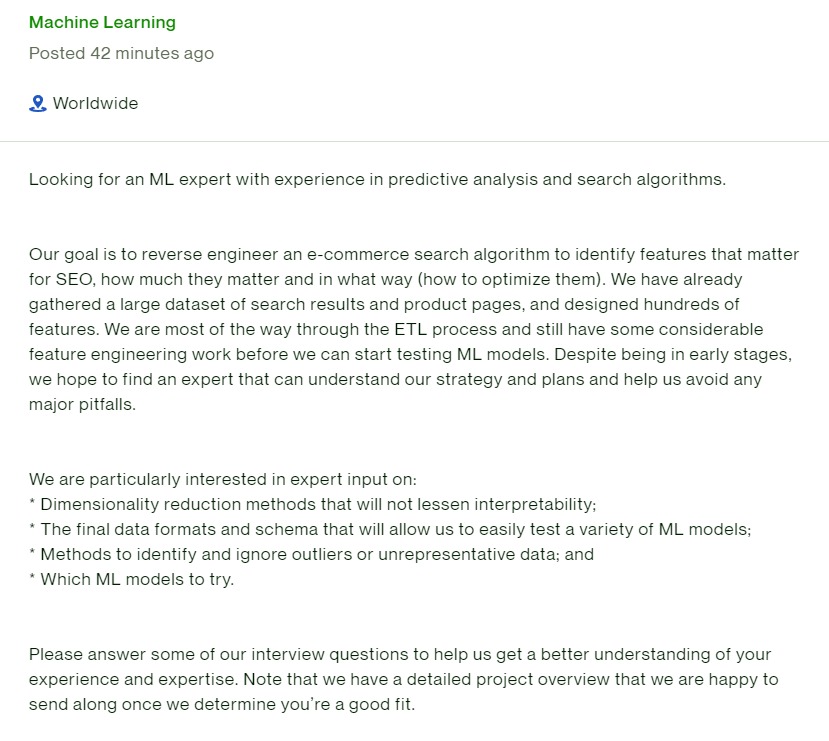 Machine Learning
Posted 42 minutes ago
Worldwide
Looking for an ML expert with experience in predictive analysis and search algorithms.
Our goal is to reverse engineer an e-commerce search algorithm to identify features that matter
for SEO, how much they matter and in what way (how to optimize them). We have already
gathered a large dataset of search results and product pages, and designed hundreds of
features. We are most of the way through the ETL process and still have some considerable
feature engineering work before we can start testing ML models. Despite being in early stages,
we hope to find an expert that can understand our strategy and plans and help us avoid any
major pitfalls.
We are particularly interested in expert input on:
* Dimensionality reduction methods that will not lessen interpretability;
* The final data formats and schema that will allow us to easily test a variety of ML models;
* Methods to identify and ignore outliers or unrepresentative data; and
* Which ML models to try.
Please answer some of our interview questions to help us get a better understanding of your
experience and expertise. Note that we have a detailed project overview that we are happy to
send along once we determine you're a good fit.